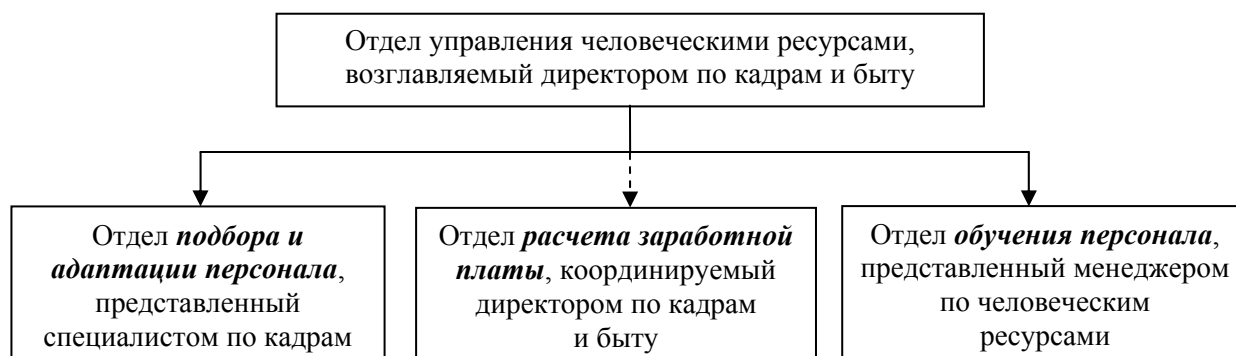 Отдел управления человеческими ресурсами,
возглавляемый директором по кадрам и быту
Отдел подбора и
адаптации персонала,
представленный
специалистом по кадрам
Отдел расчета заработной
платы, координируемый
директором по кадрам
и быту
Отдел обучения персонала,
представленный менеджером
по человеческим
ресурсами